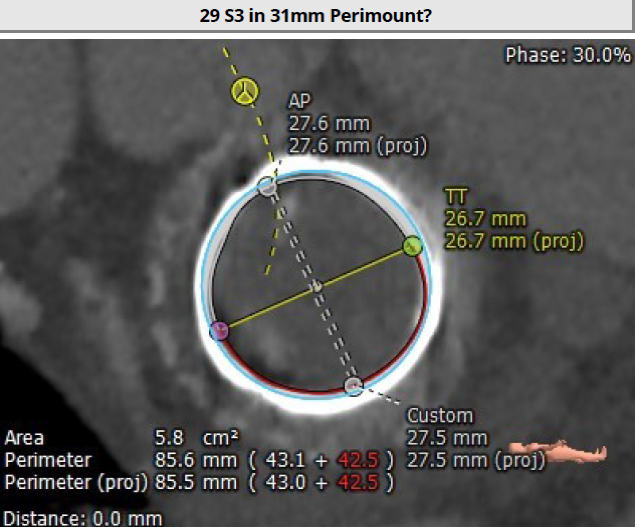 29 S3 in 31mm Perimount?
Phase: 30.0%
AP
27.6 mm
27.6 mm (proj)
TT
26.7 mm
26.7 mm (proj)
Custom
27.5 mm
27.5 mm (proj)
Area 5.8 cm²
Perimeter 85.6 mm ( 43.1 + 42.5 )
Perimeter (proj) 85.5 mm ( 43.0 + 42.5 )
Distance: 0.0 mm